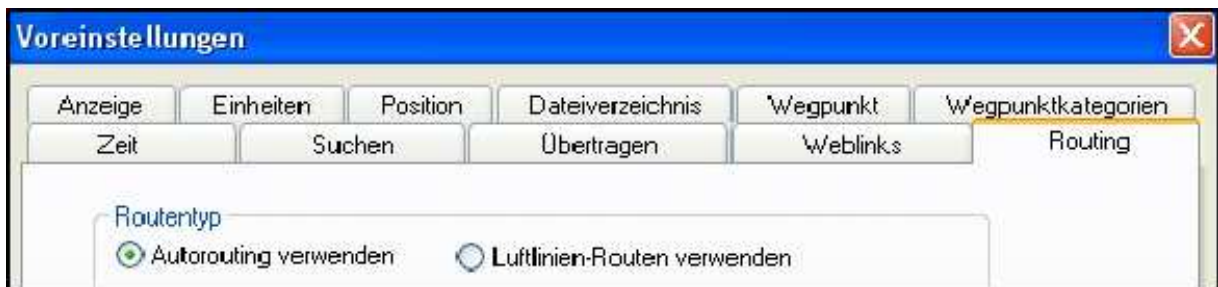 Voreinstellungen
Anzeige Einheiten Position Dateiverzeichnis Wegpunkt Wegpunktkategorien
Zeit Suchen Übertragen Weblinks Routing
Routentyp
Autorouting verwenden Luftlinien-Routen verwenden